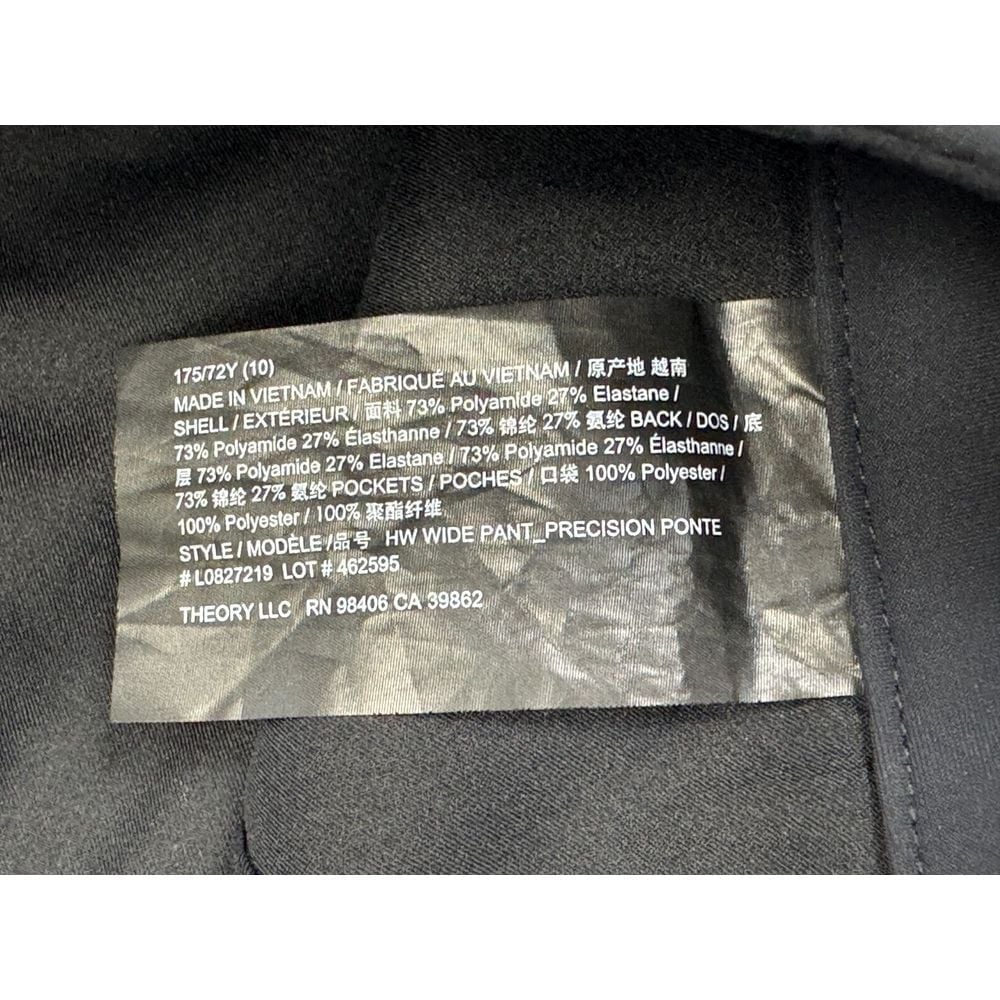 175/72Y (10)
MADE IN VIETNAM / FABRIQUÉ AU VIETNAM / 原产地 越南
SHELL / EXTÉRIEUR / 面料 73% Polyamide 27% Elastane /
73% Polyamide 27% Élasthanne / 73% 锦纶 27% 氨纶 BACK / DOS / 底
层 73% Polyamide 27% Elastane / 73% Polyamide 27% Élasthanne /
73% 锦纶 27% 氨纶 POCKETS / POCHES / 口袋 100% Polyester /
100% Polyester / 100% 聚酯纤维
STYLE / MODÈLE /品号 HW WIDE PANT_PRECISION PONTE
# L0827219 LOT # 462595
THEORY LLC RN 98406 CA 39862